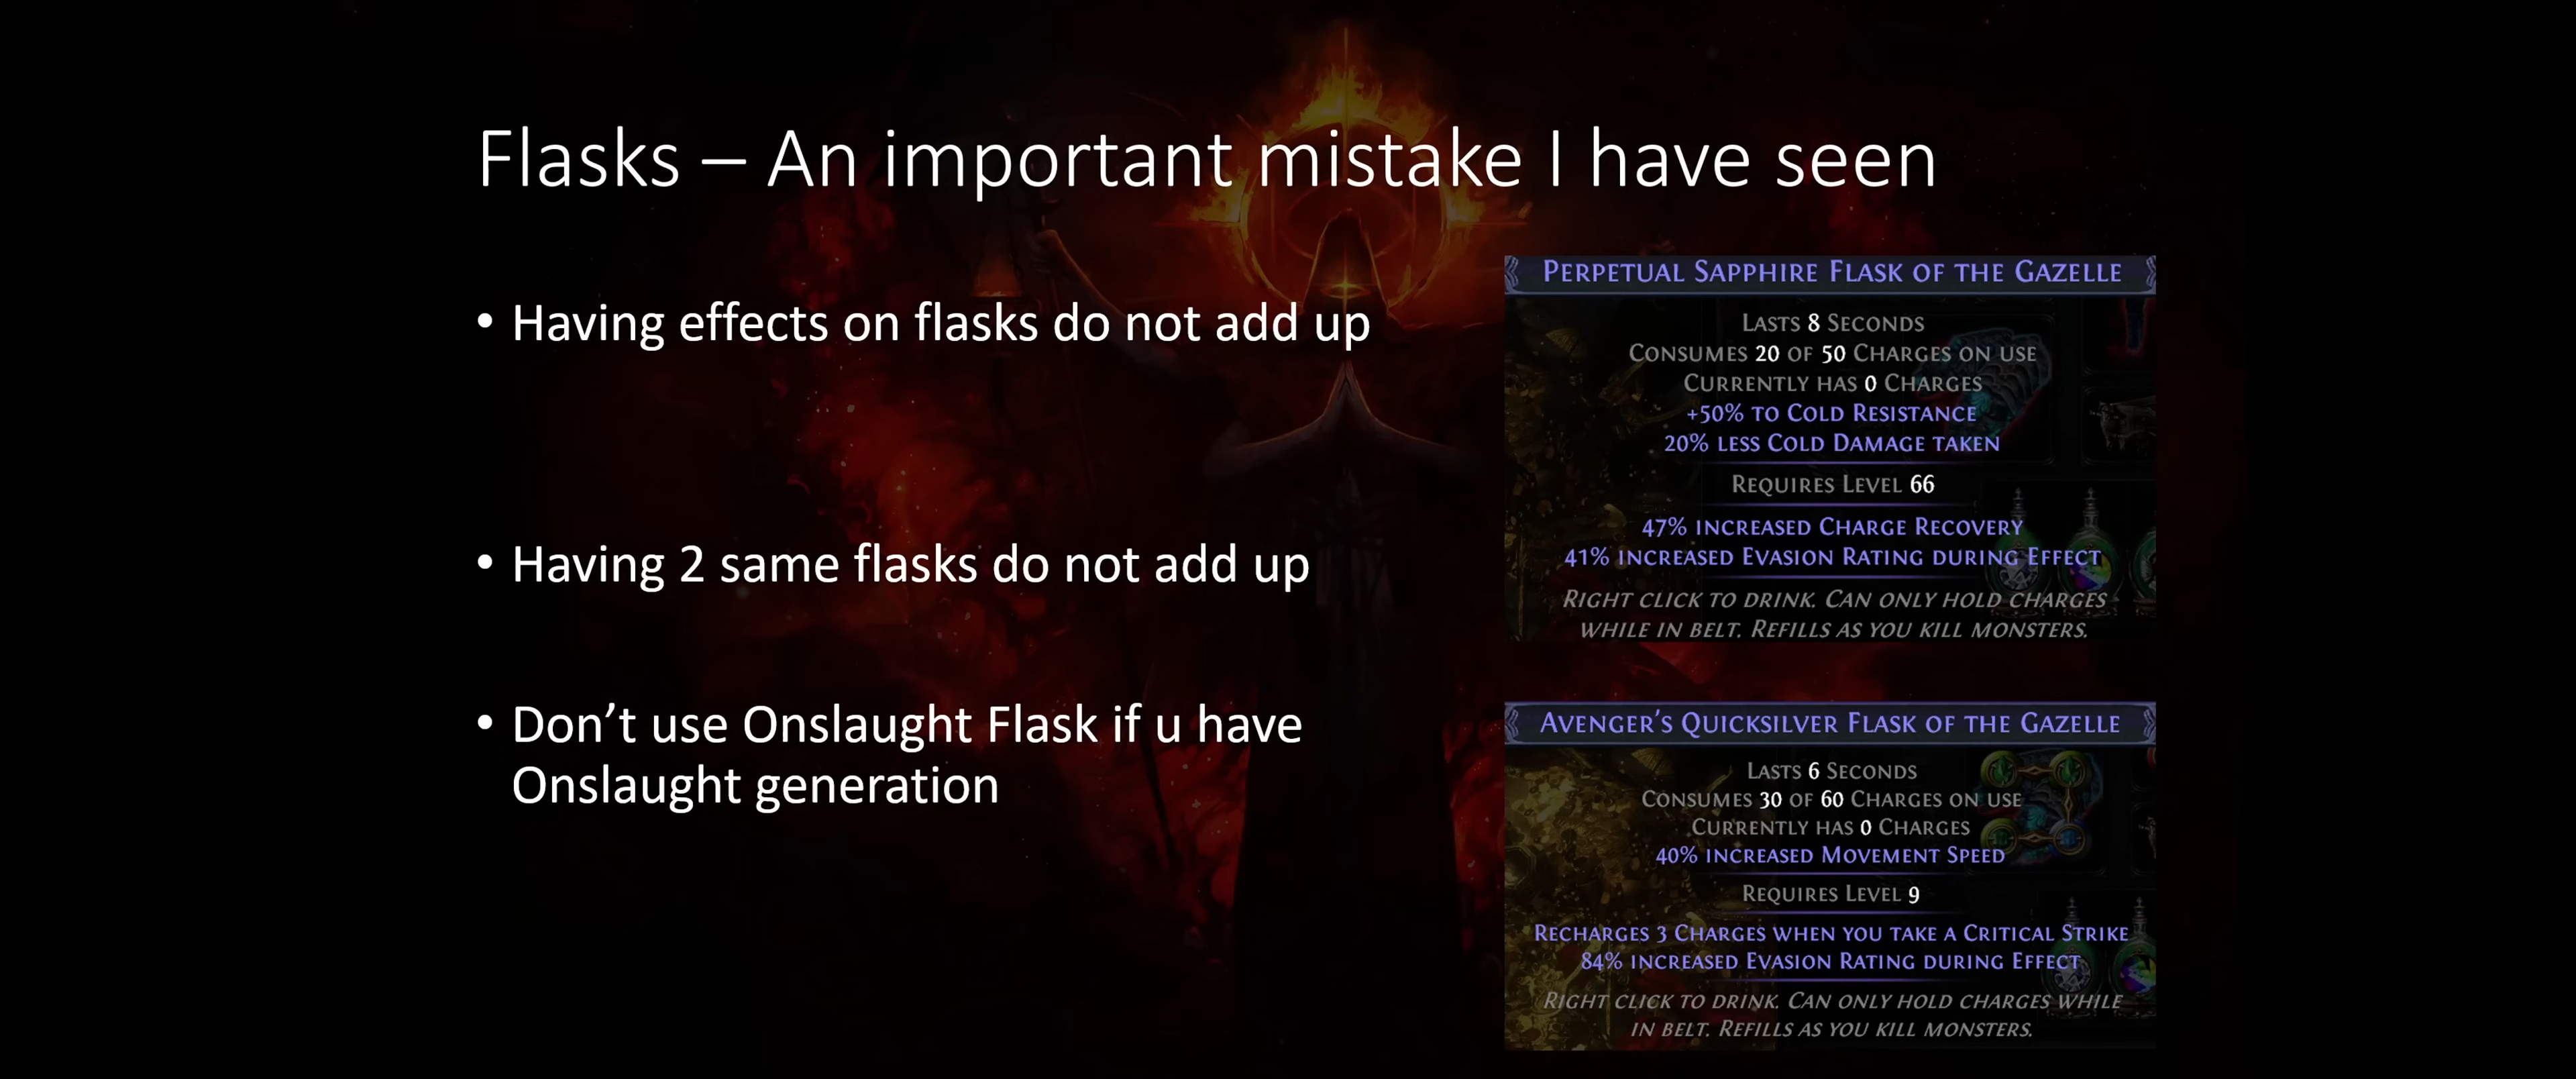 Flasks – An important mistake I have seen
• Having effects on flasks do not add up
• Having 2 same flasks do not add up
• Don’t use Onslaught Flask if u have
Onslaught generation
PERPETUAL SAPPHIRE FLASK OF THE GAZELLE
LASTS 8 SECONDS
CONSUMES 20 OF 50 CHARGES ON USE
CURRENTLY HAS 0 CHARGES
+50% TO COLD RESISTANCE
20% LESS COLD DAMAGE TAKEN
REQUIRES LEVEL 66
47% INCREASED CHARGE RECOVERY
41% INCREASED EVASION RATING DURING EFFECT
RIGHT CLICK TO DRINK. CAN ONLY HOLD CHARGES
WHILE IN BELT. REFILLS AS YOU KILL MONSTERS.
AVENGER'S QUICKSILVER FLASK OF THE GAZELLE
LASTS 6 SECONDS
CONSUMES 30 OF 60 CHARGES ON USE
CURRENTLY HAS 0 CHARGES
40% INCREASED MOVEMENT SPEED
REQUIRES LEVEL 9
RECHARGES 3 CHARGES WHEN YOU TAKE A CRITICAL STRIKE
84% INCREASED EVASION RATING DURING EFFECT
RIGHT CLICK TO DRINK. CAN ONLY HOLD CHARGES WHILE
IN BELT. REFILLS AS YOU KILL MONSTERS.